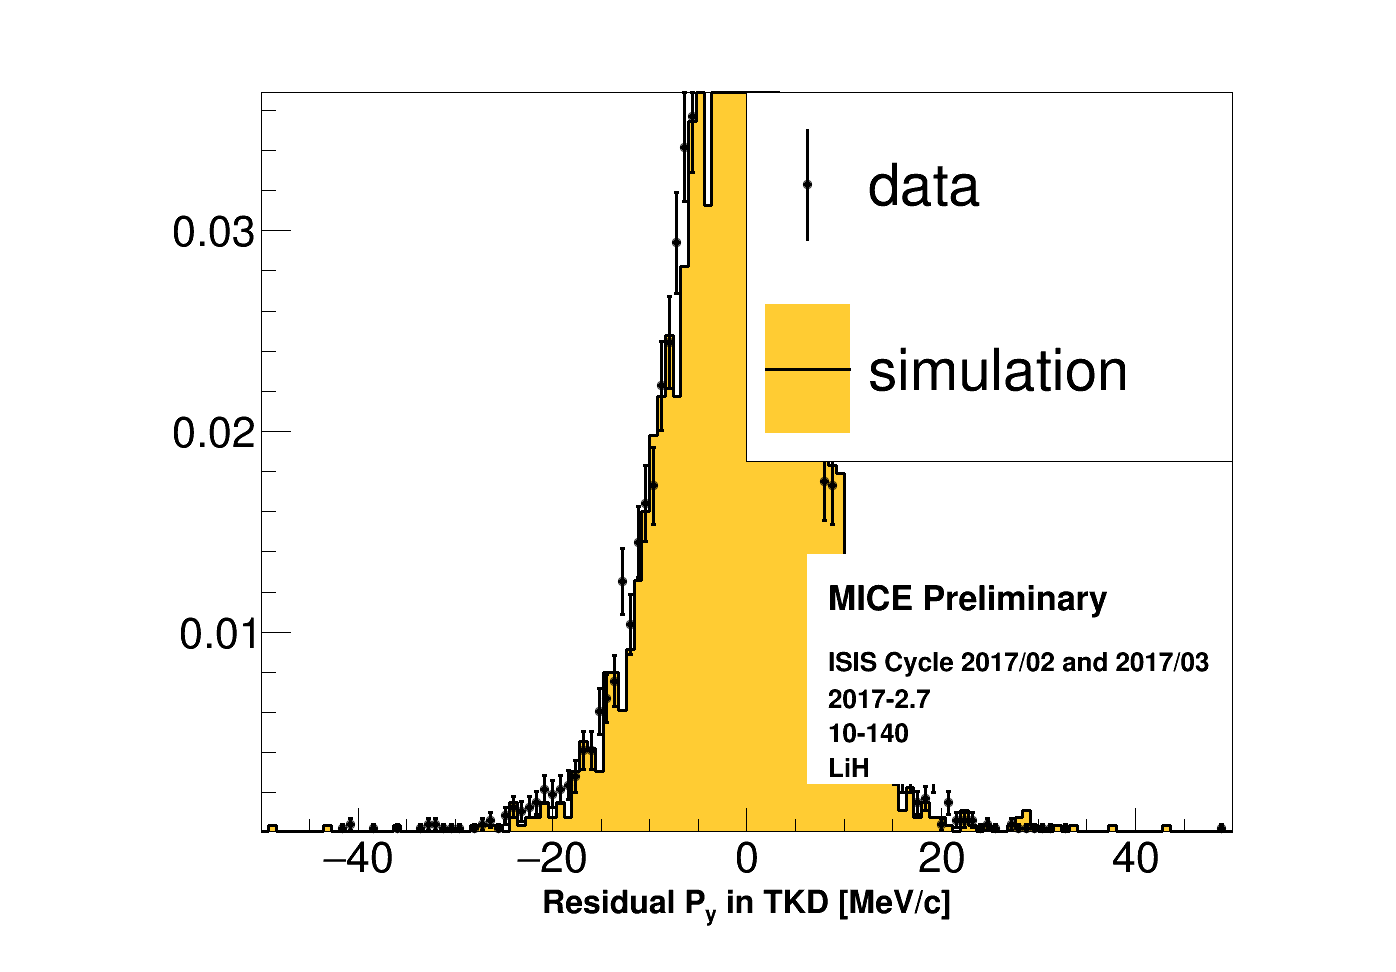 data
simulation
0.03
0.02
0.01
MICE Preliminary
ISIS Cycle 2017/02 and 2017/03
2017-2.7
10-140
LiH
−40 −20 0 20 40
Residual Py in TKD [MeV/c]